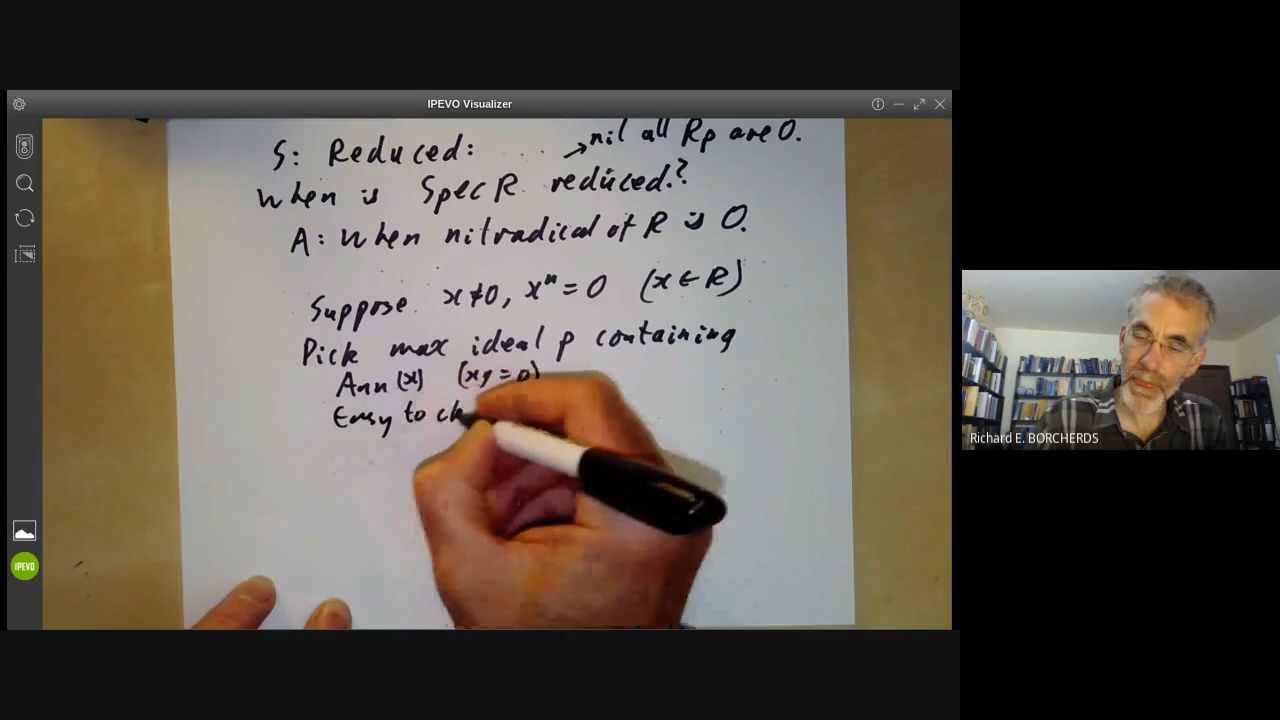 IPEVO Visualizer
→nil all Rp are 0.
S: Reduced:
When is Spec R reduced.?
A: When nilradical of R is 0.
Suppose. x≠0, xⁿ = 0 (x ∈ R)
Pick max ideal p containing
Ann (x) (xy = 0)
Easy to ch
IPEVO
Richard E. BORCHERDS